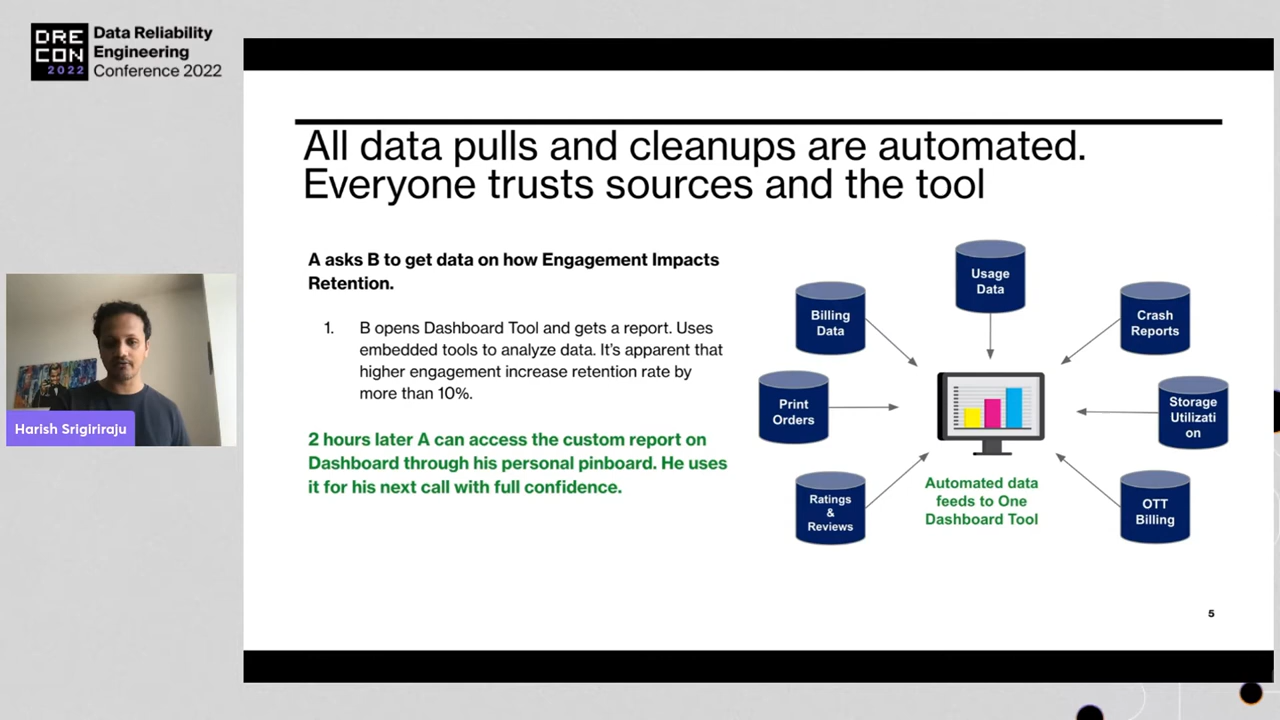 DRE
CON
2022
Data Reliability
Engineering
Conference 2022
All data pulls and cleanups are automated.
Everyone trusts sources and the tool
A asks B to get data on how Engagement Impacts
Retention.
1. B opens Dashboard Tool and gets a report. Uses
embedded tools to analyze data. It’s apparent that
higher engagement increase retention rate by
more than 10%.
2 hours later A can access the custom report on
Dashboard through his personal pinboard. He uses
it for his next call with full confidence.
Usage
Data
Billing
Data
Crash
Reports
Print
Orders
Storage
Utilizati
on
Ratings
&
Reviews
OTT
Billing
Automated data
feeds to One
Dashboard Tool
5
Harish Srigiriraju